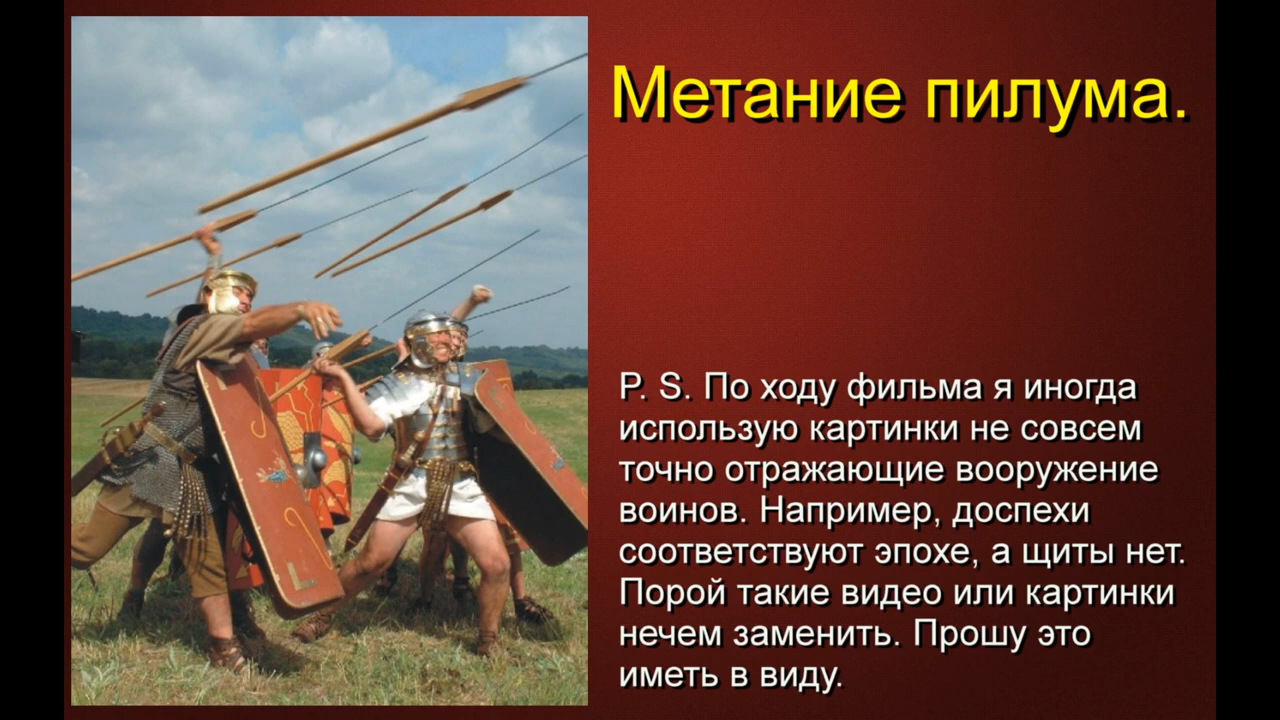 Метание пилума.
P. S. По ходу фильма я иногда
использую картинки не совсем
точно отражающие вооружение
воинов. Например, доспехи
соответствуют эпохе, а щиты нет.
Порой такие видео или картинки
нечем заменить. Прошу это
иметь в виду.